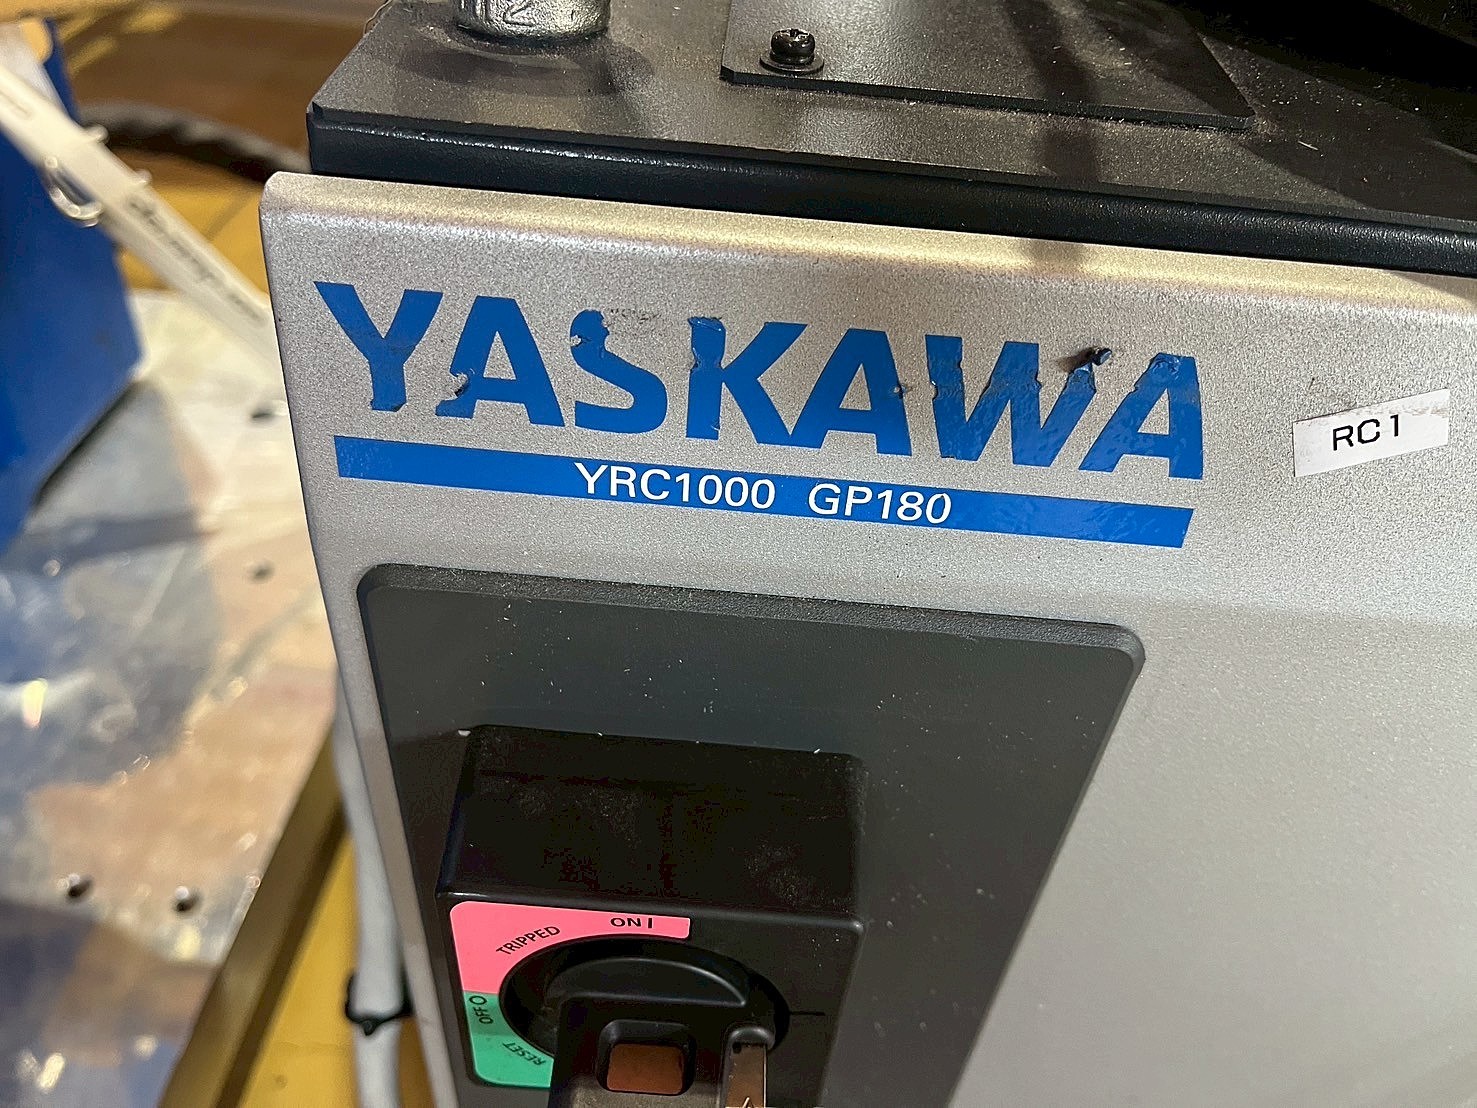 YASKAWA
YRC1000 GP180
RC1
ON I
TRIPPED
OFF O
RESET